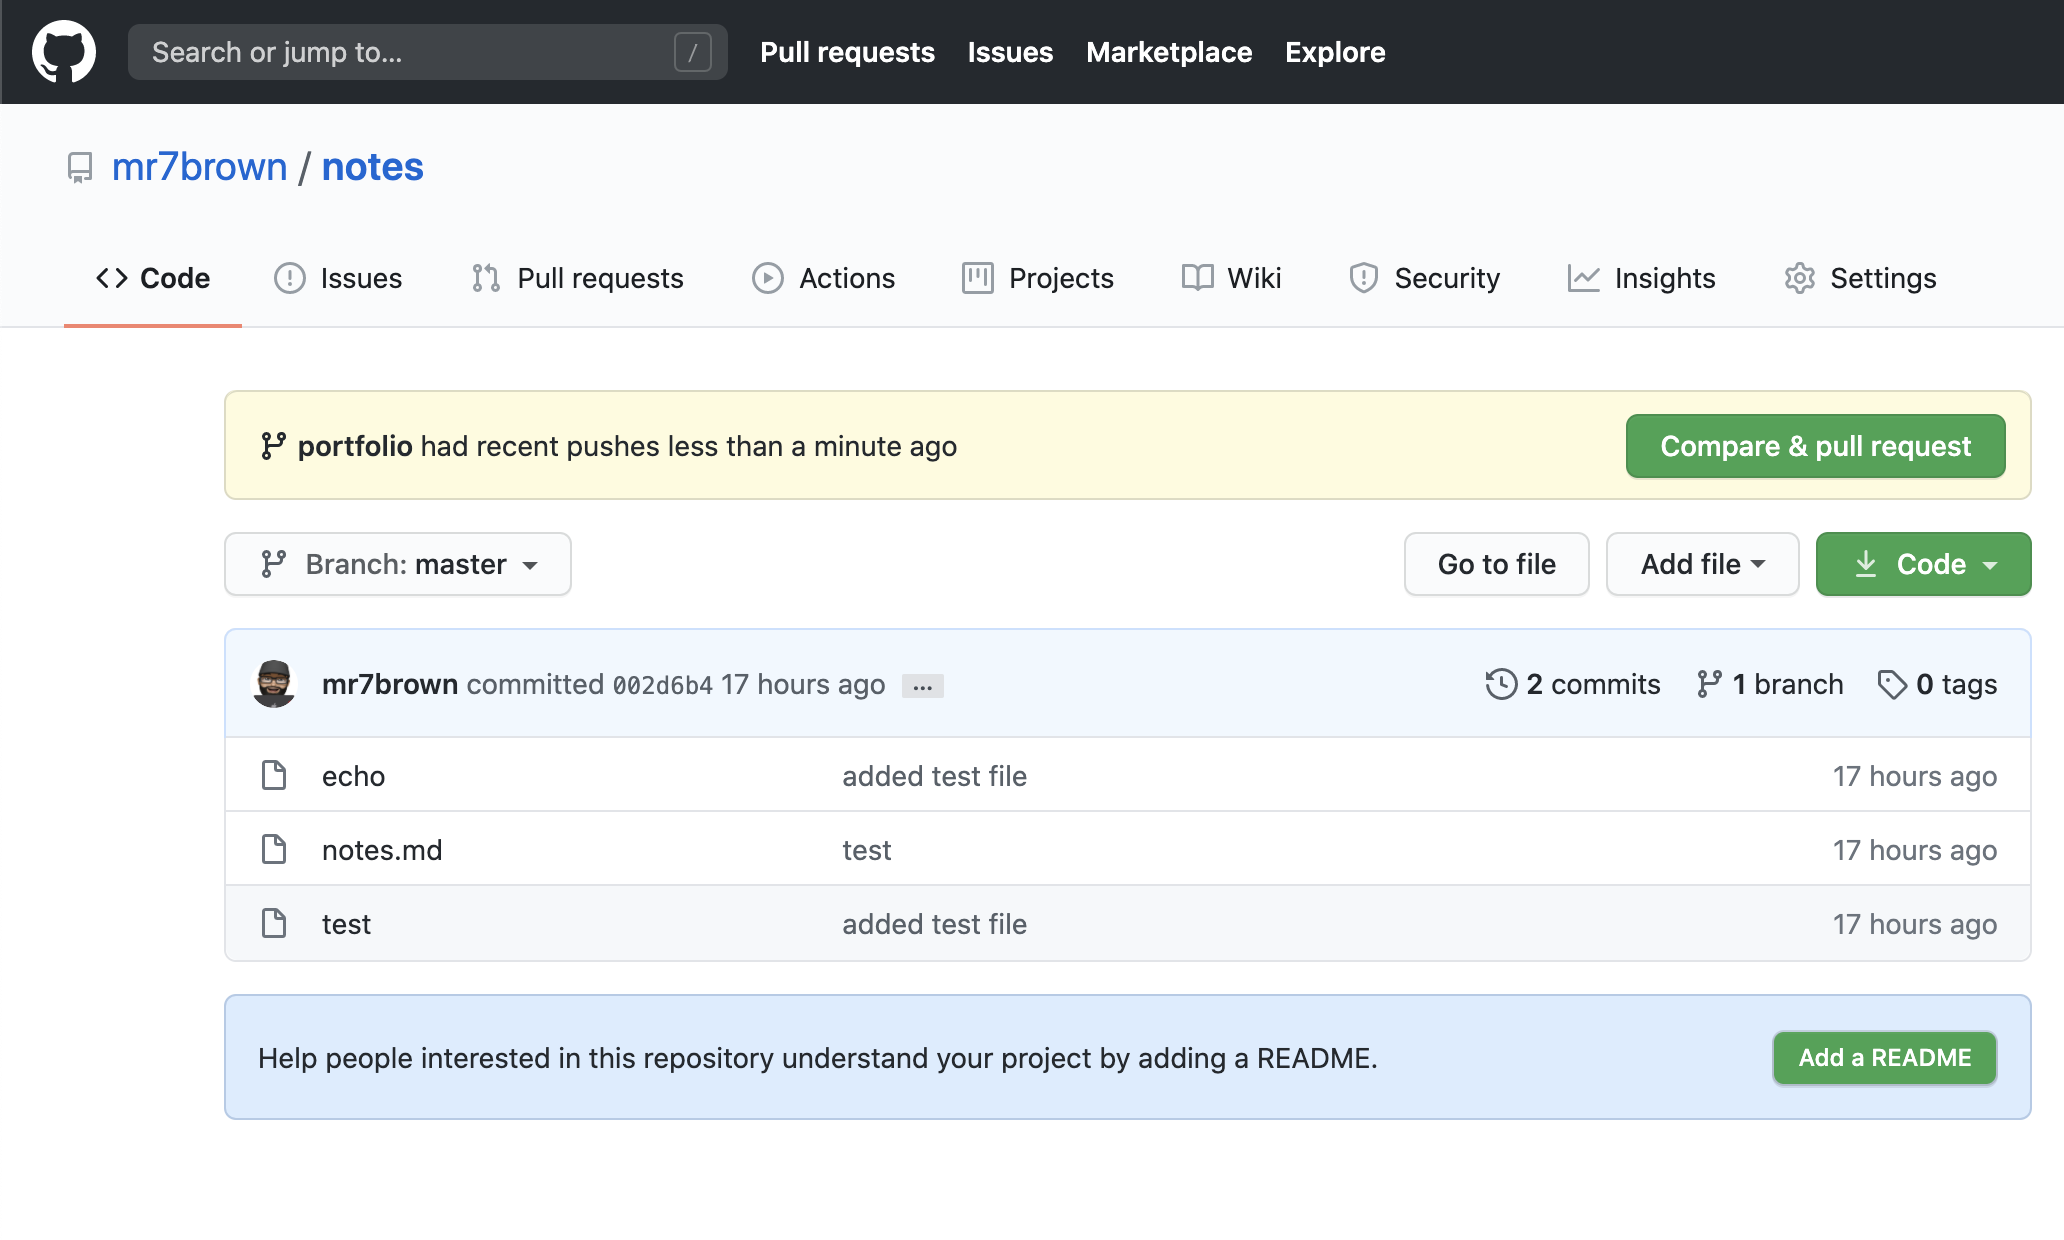 Search or jump to... /
Pull requests Issues Marketplace Explore
mr7brown / notes
Code Issues Pull requests Actions Projects Wiki Security Insights Settings
portfolio had recent pushes less than a minute ago
Compare & pull request
Branch: master
Go to file
Add file
Code
mr7brown committed 002d6b4 17 hours ago ...
2 commits 1 branch 0 tags
echo added test file 17 hours ago
notes.md test 17 hours ago
test added test file 17 hours ago
Help people interested in this repository understand your project by adding a README.
Add a README